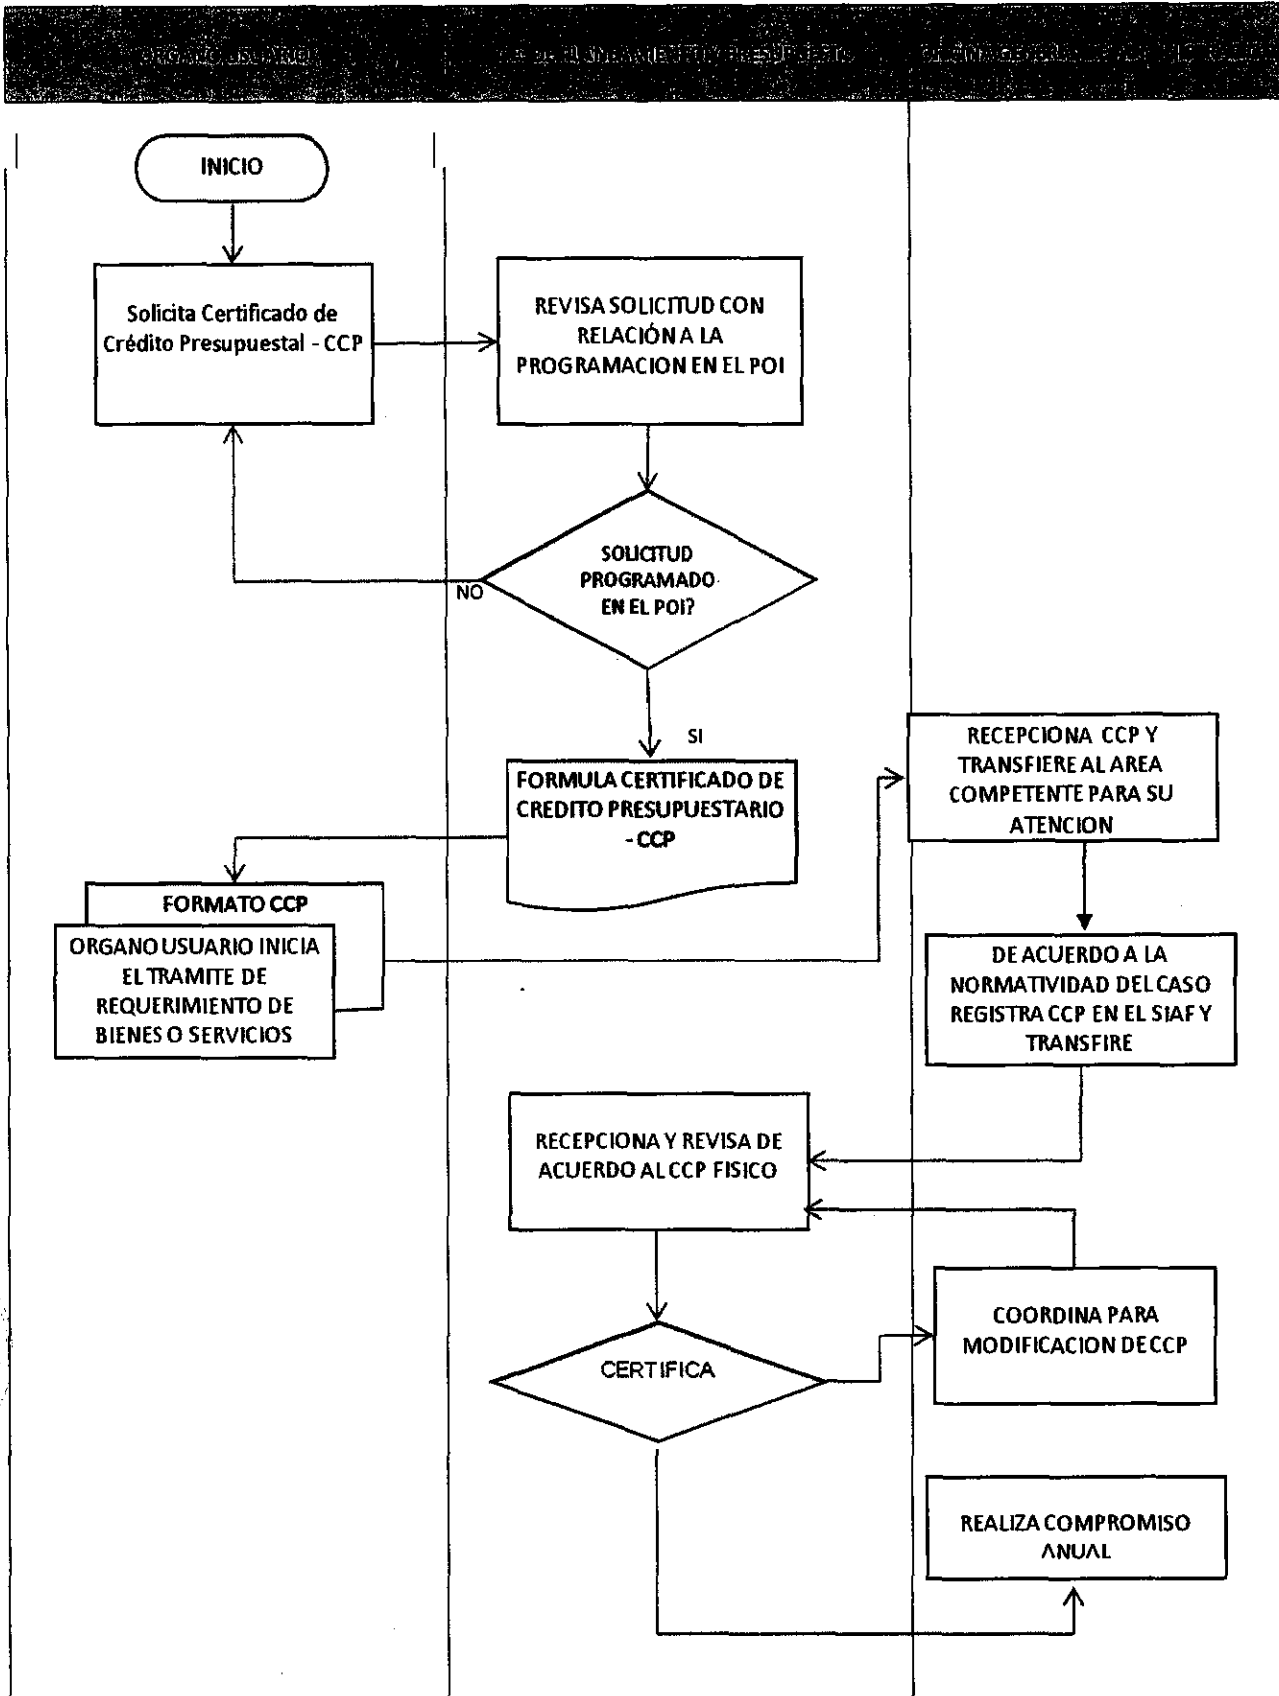 ORGANO USUARIO
INICIO
Solicita Certificado de
Crédito Presupuestal - CCP
REVISA SOLICITUD CON
RELACIÓN A LA
PROGRAMACION EN EL POI
SOLICITUD
PROGRAMADO
EN EL POI?
NO
SI
FORMULA CERTIFICADO DE
CREDITO PRESUPUESTARIO
- CCP
RECEPCIONA CCP Y
TRANSFIERE AL AREA
COMPETENTE PARA SU
ATENCION
FORMATO CCP
ORGANO USUARIO INICIA
EL TRAMITE DE
REQUERIMIENTO DE
BIENES O SERVICIOS
DE ACUERDO A LA
NORMATIVIDAD DEL CASO
REGISTRA CCP EN EL SIAF Y
TRANSFIRE
RECEPCIONA Y REVISA DE
ACUERDO AL CCP FISICO
COORDINA PARA
MODIFICACION DE CCP
CERTIFICA
REALIZA COMPROMISO
ANUAL